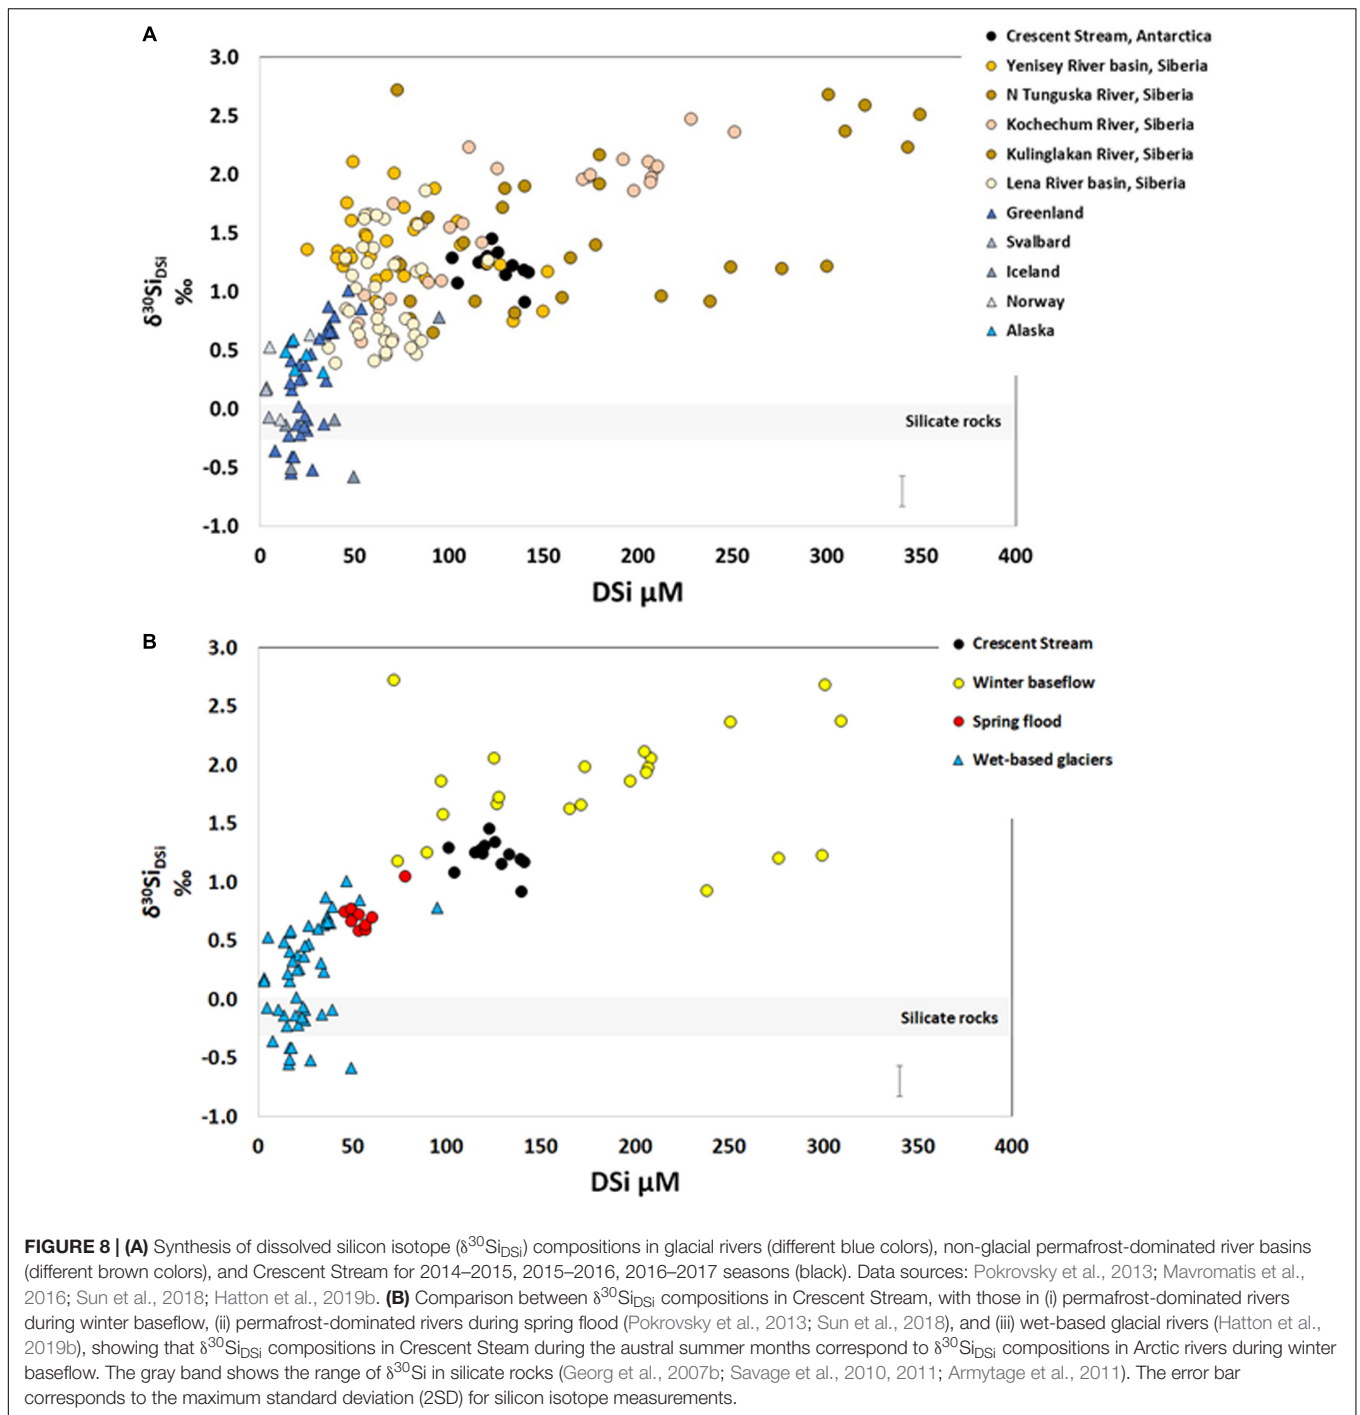 A
Crescent Stream, Antarctica
Yenisey River basin, Siberia
N Tunguska River, Siberia
Kochechum River, Siberia
Kulinglakan River, Siberia
Lena River basin, Siberia
Greenland
Svalbard
Iceland
Norway
Alaska
3.0
2.5
2.0
1.5
1.0
0.5
0.0
-0.5
-1.0
δ30SiDSi
‰
Silicate rocks
0 50 100 150 200 250 300 350 400
DSi μM
B
Crescent Stream
Winter baseflow
Spring flood
Wet-based glaciers
3.0
2.5
2.0
1.5
1.0
0.5
0.0
-0.5
-1.0
δ30SiDSi
‰
Silicate rocks
0 50 100 150 200 250 300 350 400
DSi μM
FIGURE 8 | (A) Synthesis of dissolved silicon isotope (δ30SiDSi) compositions in glacial rivers (different blue colors), non-glacial permafrost-dominated river basins
(different brown colors), and Crescent Stream for 2014–2015, 2015–2016, 2016–2017 seasons (black). Data sources: Pokrovsky et al., 2013; Mavromatis et al.,
2016; Sun et al., 2018; Hatton et al., 2019b. (B) Comparison between δ30SiDSi compositions in Crescent Stream, with those in (i) permafrost-dominated rivers
during winter baseflow, (ii) permafrost-dominated rivers during spring flood (Pokrovsky et al., 2013; Sun et al., 2018), and (iii) wet-based glacial rivers (Hatton et al.,
2019b), showing that δ30SiDSi compositions in Crescent Steam during the austral summer months correspond to δ30SiDSi compositions in Arctic rivers during winter
baseflow. The gray band shows the range of δ30Si in silicate rocks (Georg et al., 2007b; Savage et al., 2010, 2011; Armytage et al., 2011). The error bar
corresponds to the maximum standard deviation (2SD) for silicon isotope measurements.